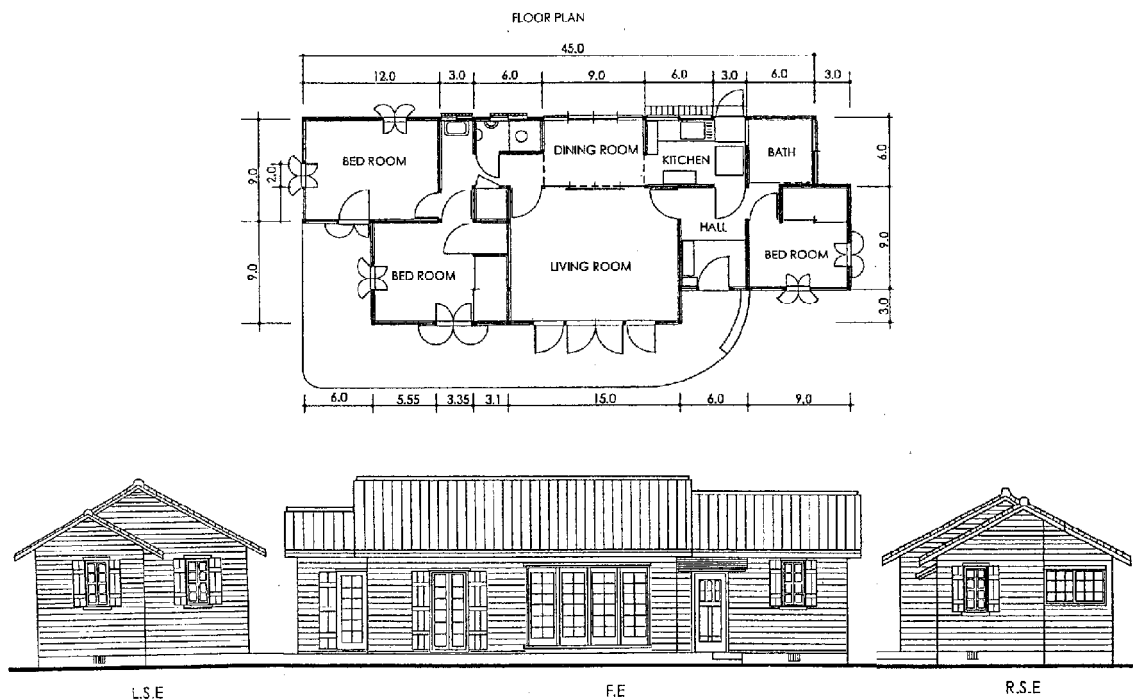 FLOOR PLAN
45.0
12.0 3.0 6.0 9.0 6.0 3.0 6.0 3.0
9.0
2.0
9.0
BED ROOM
DINING ROOM
KITCHEN
BATH
6.0
HALL
BED ROOM
LIVING ROOM
BED ROOM
9.0
3.0
6.0 5.55 3.35 3.1 15.0 6.0 9.0
L.S.E
F.E
R.S.E